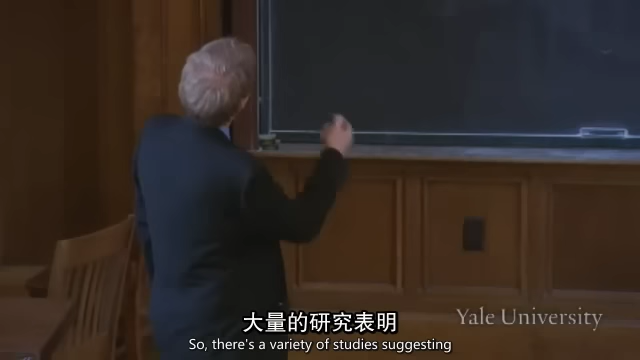 Yale University
大量的研究表明
So, there's a variety of studies suggesting